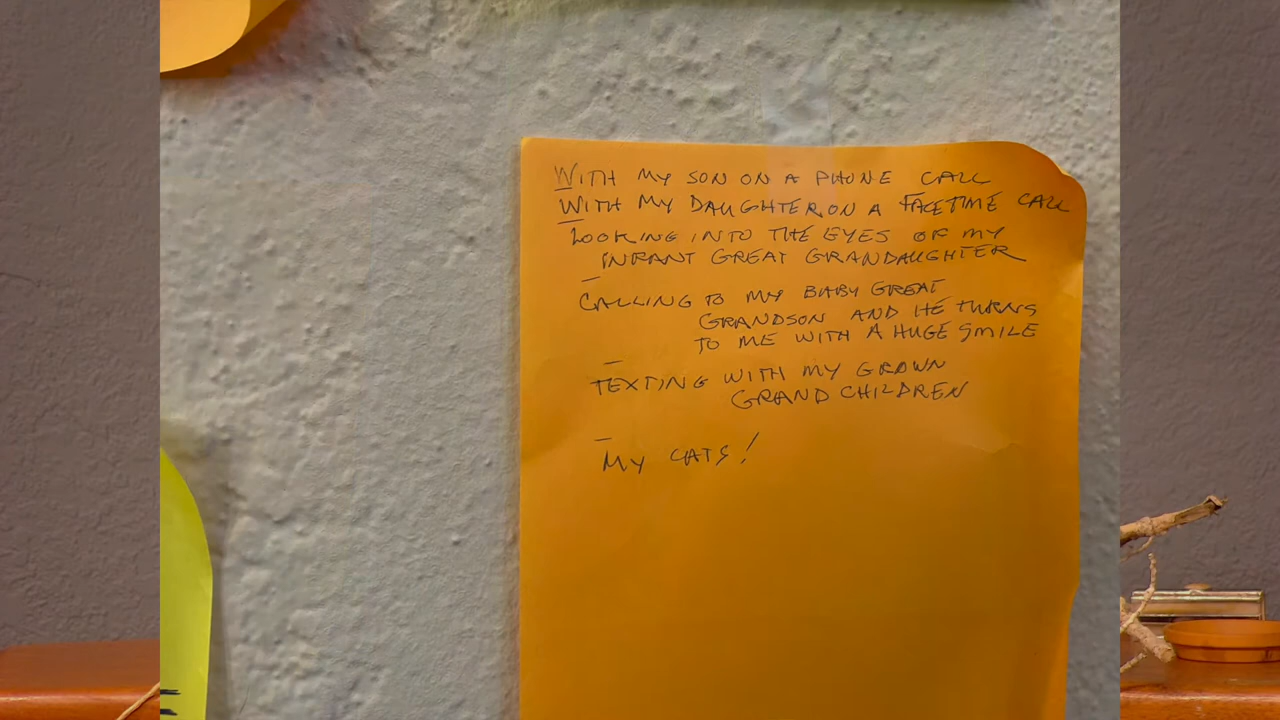 WITH MY SON ON A PHONE CALL
WITH MY DAUGHTER ON A FACETIME CALL
LOOKING INTO THE EYES OF MY
INFANT GREAT GRANDAUGHTER
CALLING TO MY BABY GREAT
GRANDSON AND HE TURNS
TO ME WITH A HUGE SMILE
TEXTING WITH MY GROWN
GRAND CHILDREN
MY CATS!